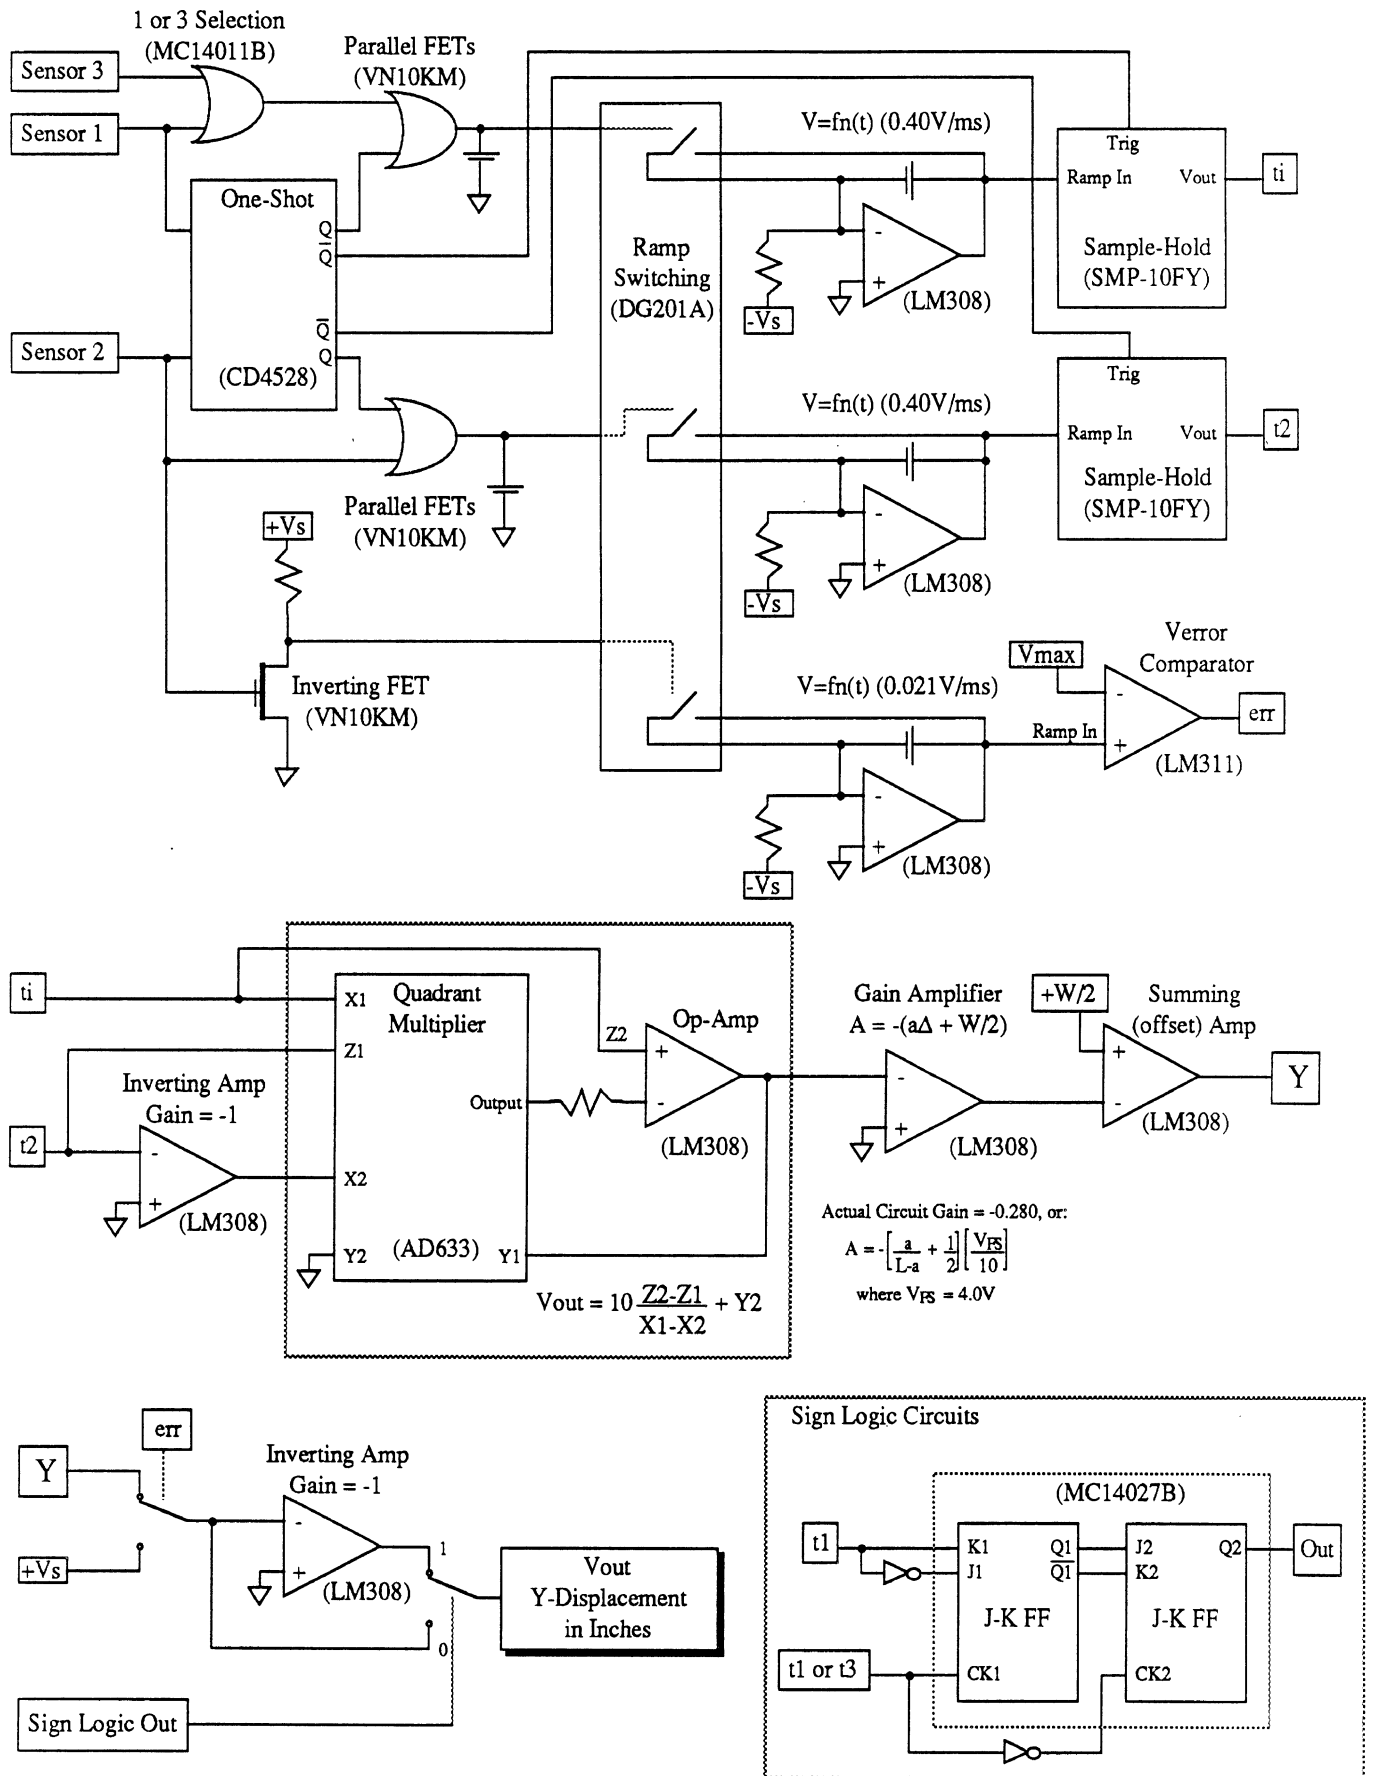 1 or 3 Selection
(MC14011B)
Parallel FETs
(VN10KM)
Sensor 3
Sensor 1
V=fn(t) (0.40V/ms)
Trig
Ramp In
Vout
ti
One-Shot
Q
Q̅
Ramp
Switching
(DG201A)
-
+
(LM308)
-Vs
Sample-Hold
(SMP-10FY)
Sensor 2
Q̅
Q
(CD4528)
V=fn(t) (0.40V/ms)
Trig
Ramp In
Vout
t2
Sample-Hold
(SMP-10FY)
Parallel FETs
(VN10KM)
+Vs
-
+
(LM308)
-Vs
Inverting FET
(VN10KM)
V=fn(t) (0.021V/ms)
Vmax
Verror
Comparator
-
Ramp In
+
err
(LM311)
-
+
(LM308)
-Vs
ti
X1
Quadrant
Multiplier
Z1
Z2
Op-Amp
+
-
(LM308)
Output
Inverting Amp
Gain = -1
t2
-
+
(LM308)
X2
Y2
(AD633)
Y1
Vout = 10 Z2-Z1 / X1-X2 + Y2
Gain Amplifier
A = -(aΔ + W/2)
-
+
(LM308)
+W/2
Summing
(offset) Amp
+
-
(LM308)
Y
Actual Circuit Gain = -0.280, or:
A = -[a/L-a + 1/2][VFS/10]
where VFS = 4.0V
Y
err
+Vs
Inverting Amp
Gain = -1
-
+
(LM308)
1
0
Vout
Y-Displacement
in Inches
Sign Logic Out
Sign Logic Circuits
(MC14027B)
t1
K1
J1
Q1
Q̅1̅
J2
K2
Q2
Out
J-K FF
J-K FF
t1 or t3
CK1
CK2